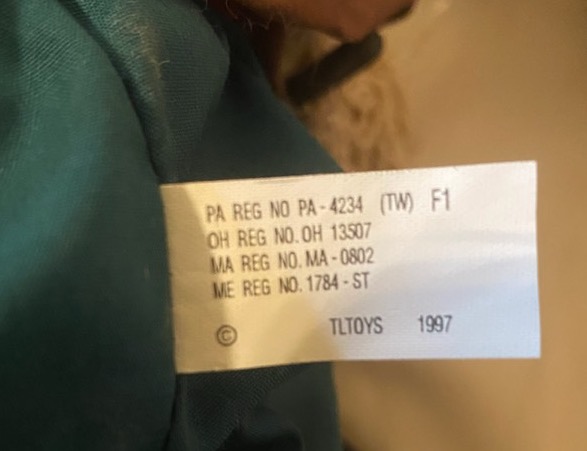 PA REG NO PA-4234 (TW) F1
OH REG NO. OH 13507
MA REG NO. MA-0802
ME REG NO. 1784-ST
© TLTOYS 1997